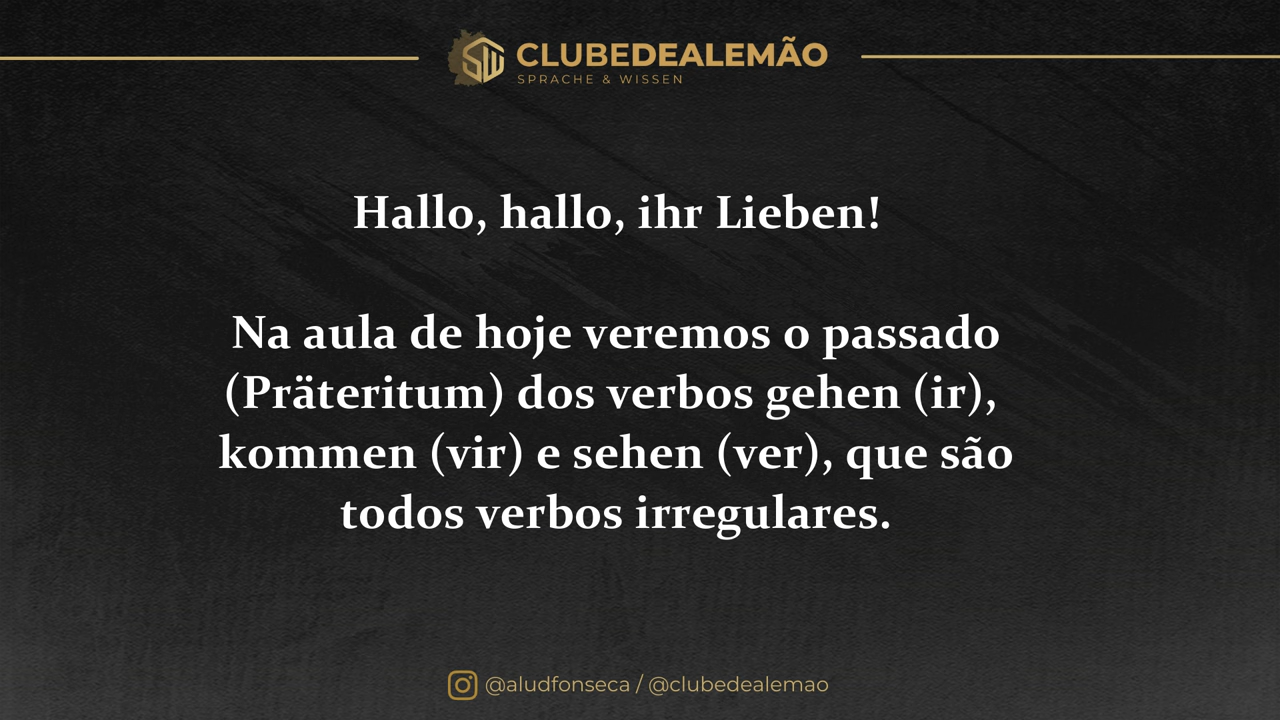 CLUBEDEALEMÃO
SPRACHE & WISSEN
Hallo, hallo, ihr Lieben!
Na aula de hoje veremos o passado
(Präteritum) dos verbos gehen (ir),
kommen (vir) e sehen (ver), que são
todos verbos irregulares.
@aludfonseca / @clubedealemao